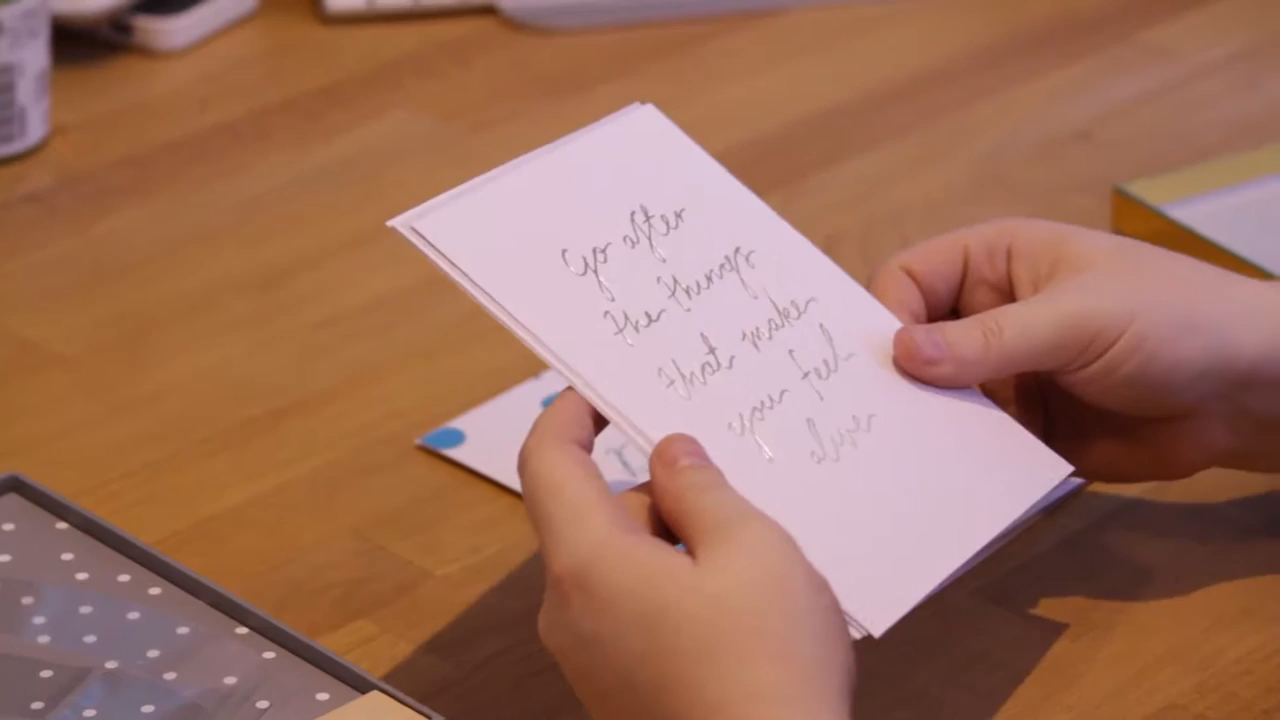 Go after
the things
that make
you feel
alive